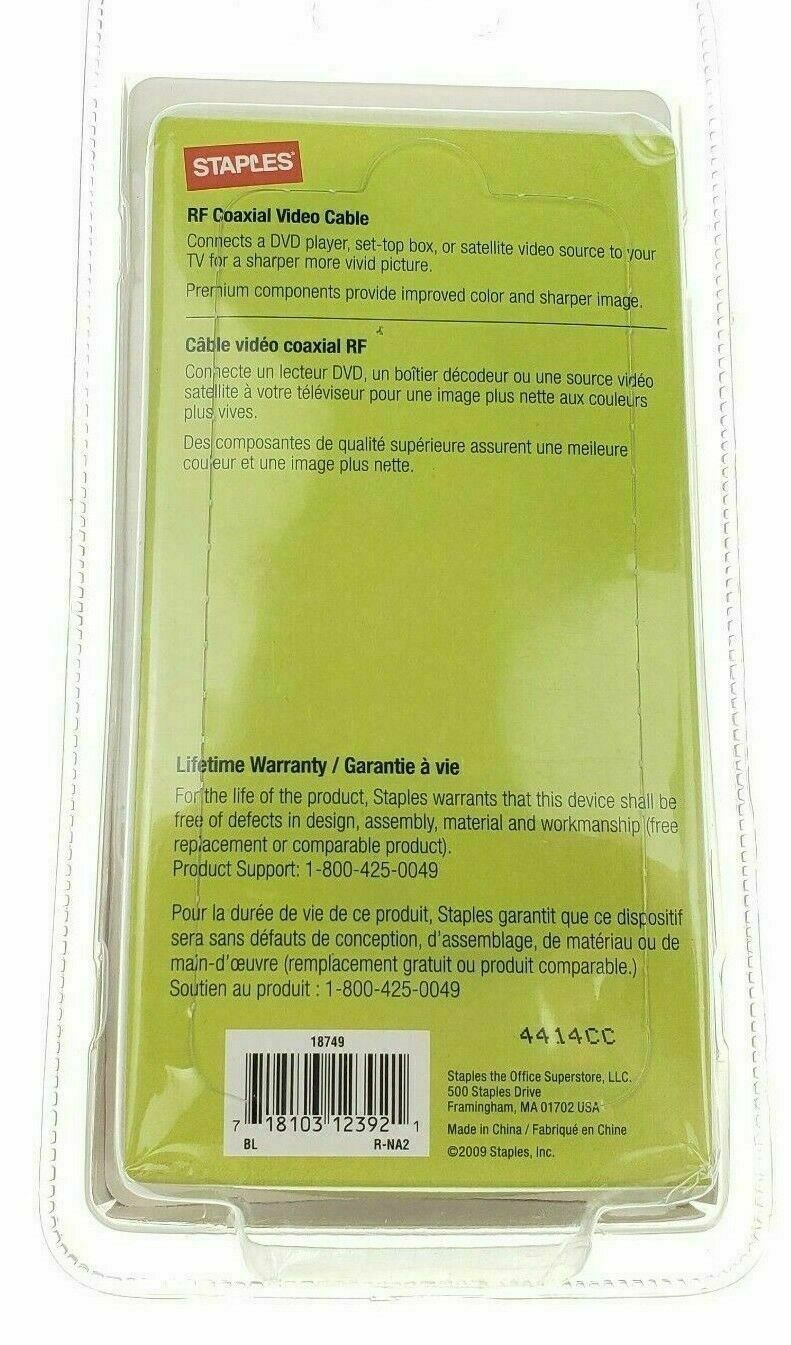 STAPLES
RF Coaxial Video Cable
Connects a DVD player, set-top box, or satellite video source to your
TV for a sharper more vivid picture.
Premium components provide improved color and sharper image.
Câble vidéo coaxial RF
Connecte un lecteur DVD, un boîtier décodeur ou une source vidéo
satellite à votre téléviseur pour une image plus nette aux couleurs
plus vives.
Des composantes de qualité supérieure assurent une meileure
couleur et une image plus nette.
Lifetime Warranty / Garantie à vie
For the life of the product, Staples warrants that this device shall be
free of defects in design, assembly, material and workmanship (free
replacement or comparable product).
Product Support: 1-800-425-0049
Pour la durée de vie de ce produit, Staples garantit que ce dispositif
sera sans défauts de conception, d'assemblage, de matériau ou de
main-d'œuvre (remplacement gratuit ou produit comparable.)
Soutien au produit : 1-800-425-0049
18749
7 18103 12392 1
BL R-NA2
4414CC
Staples the Office Superstore, LLC.
500 Staples Drive
Framingham, MA 01702 USA
Made in China / Fabriqué en Chine
©2009 Staples, Inc.